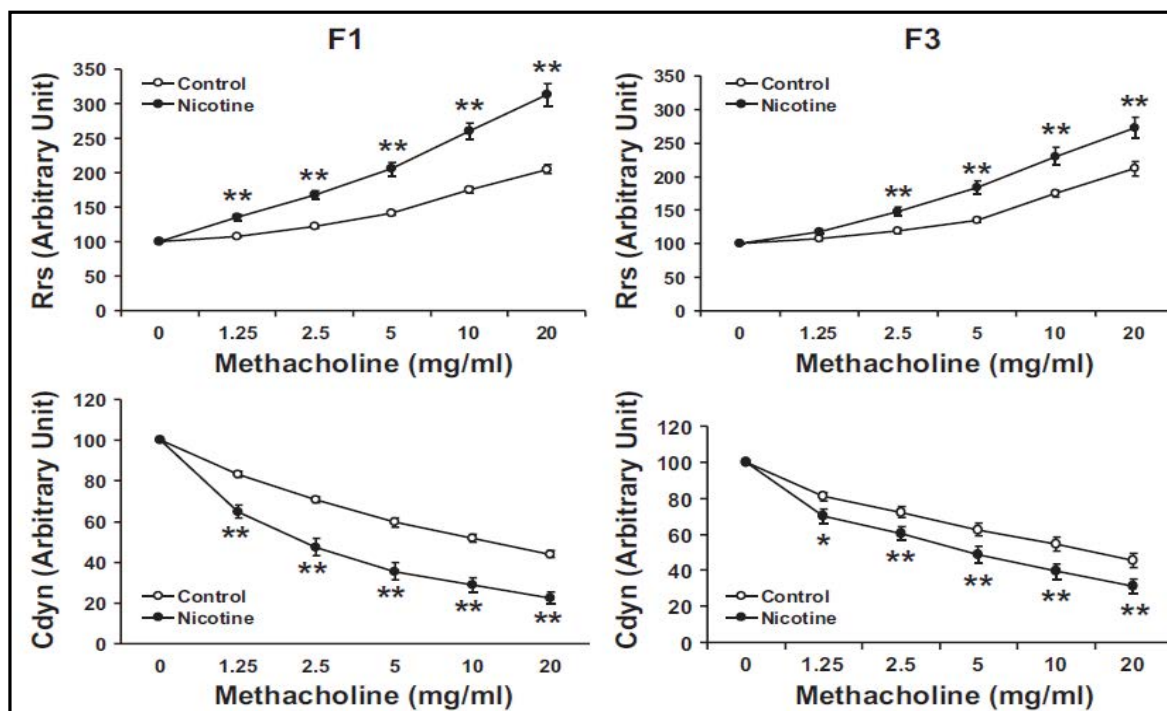 F1
Rrs (Arbitrary Unit)
350
300
250
200
150
100
50
0
Control
Nicotine
**
**
**
**
**
0 1.25 2.5 5 10 20
Methacholine (mg/ml)
F3
Rrs (Arbitrary Unit)
350
300
250
200
150
100
50
0
Control
Nicotine
**
**
**
**
0 1.25 2.5 5 10 20
Methacholine (mg/ml)
Cdyn (Arbitrary Unit)
120
100
80
60
40
20
0
**
**
**
**
**
Control
Nicotine
0 1.25 2.5 5 10 20
Methacholine (mg/ml)
Cdyn (Arbitrary Unit)
120
100
80
60
40
20
0
*
**
**
**
**
Control
Nicotine
0 1.25 2.5 5 10 20
Methacholine (mg/ml)